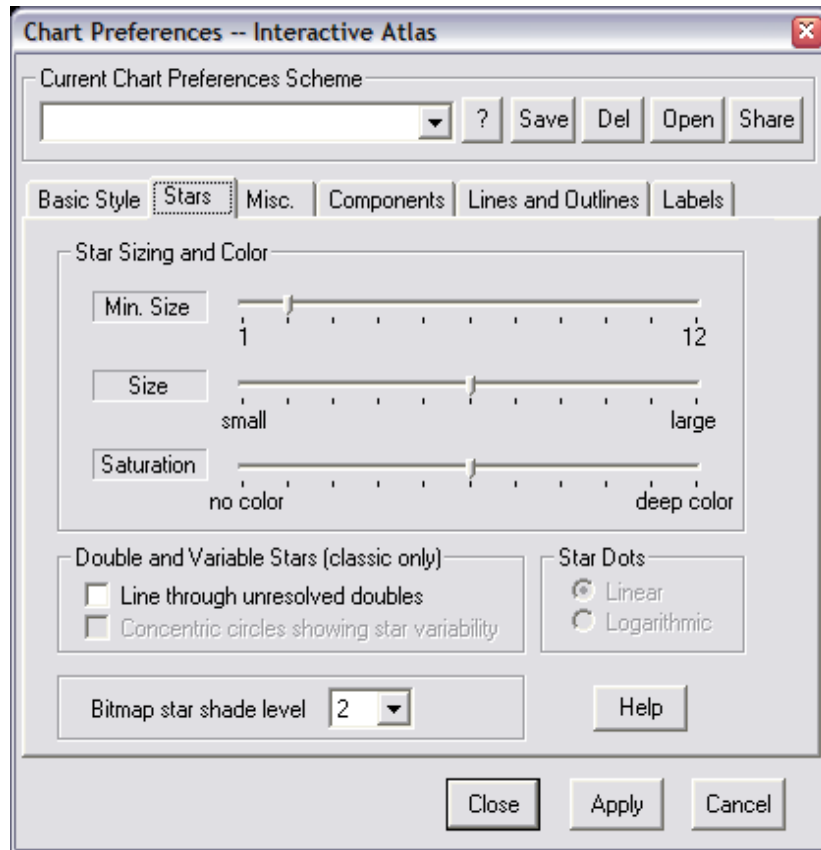 Chart Preferences -- Interactive Atlas
Current Chart Preferences Scheme
? Save Del Open Share
Basic Style Stars Misc. Components Lines and Outlines Labels
Star Sizing and Color
Min. Size
1 12
Size
small large
Saturation
no color deep color
Double and Variable Stars (classic only)
Line through unresolved doubles
Concentric circles showing star variability
Star Dots
Linear
Logarithmic
Bitmap star shade level 2
Help
Close Apply Cancel